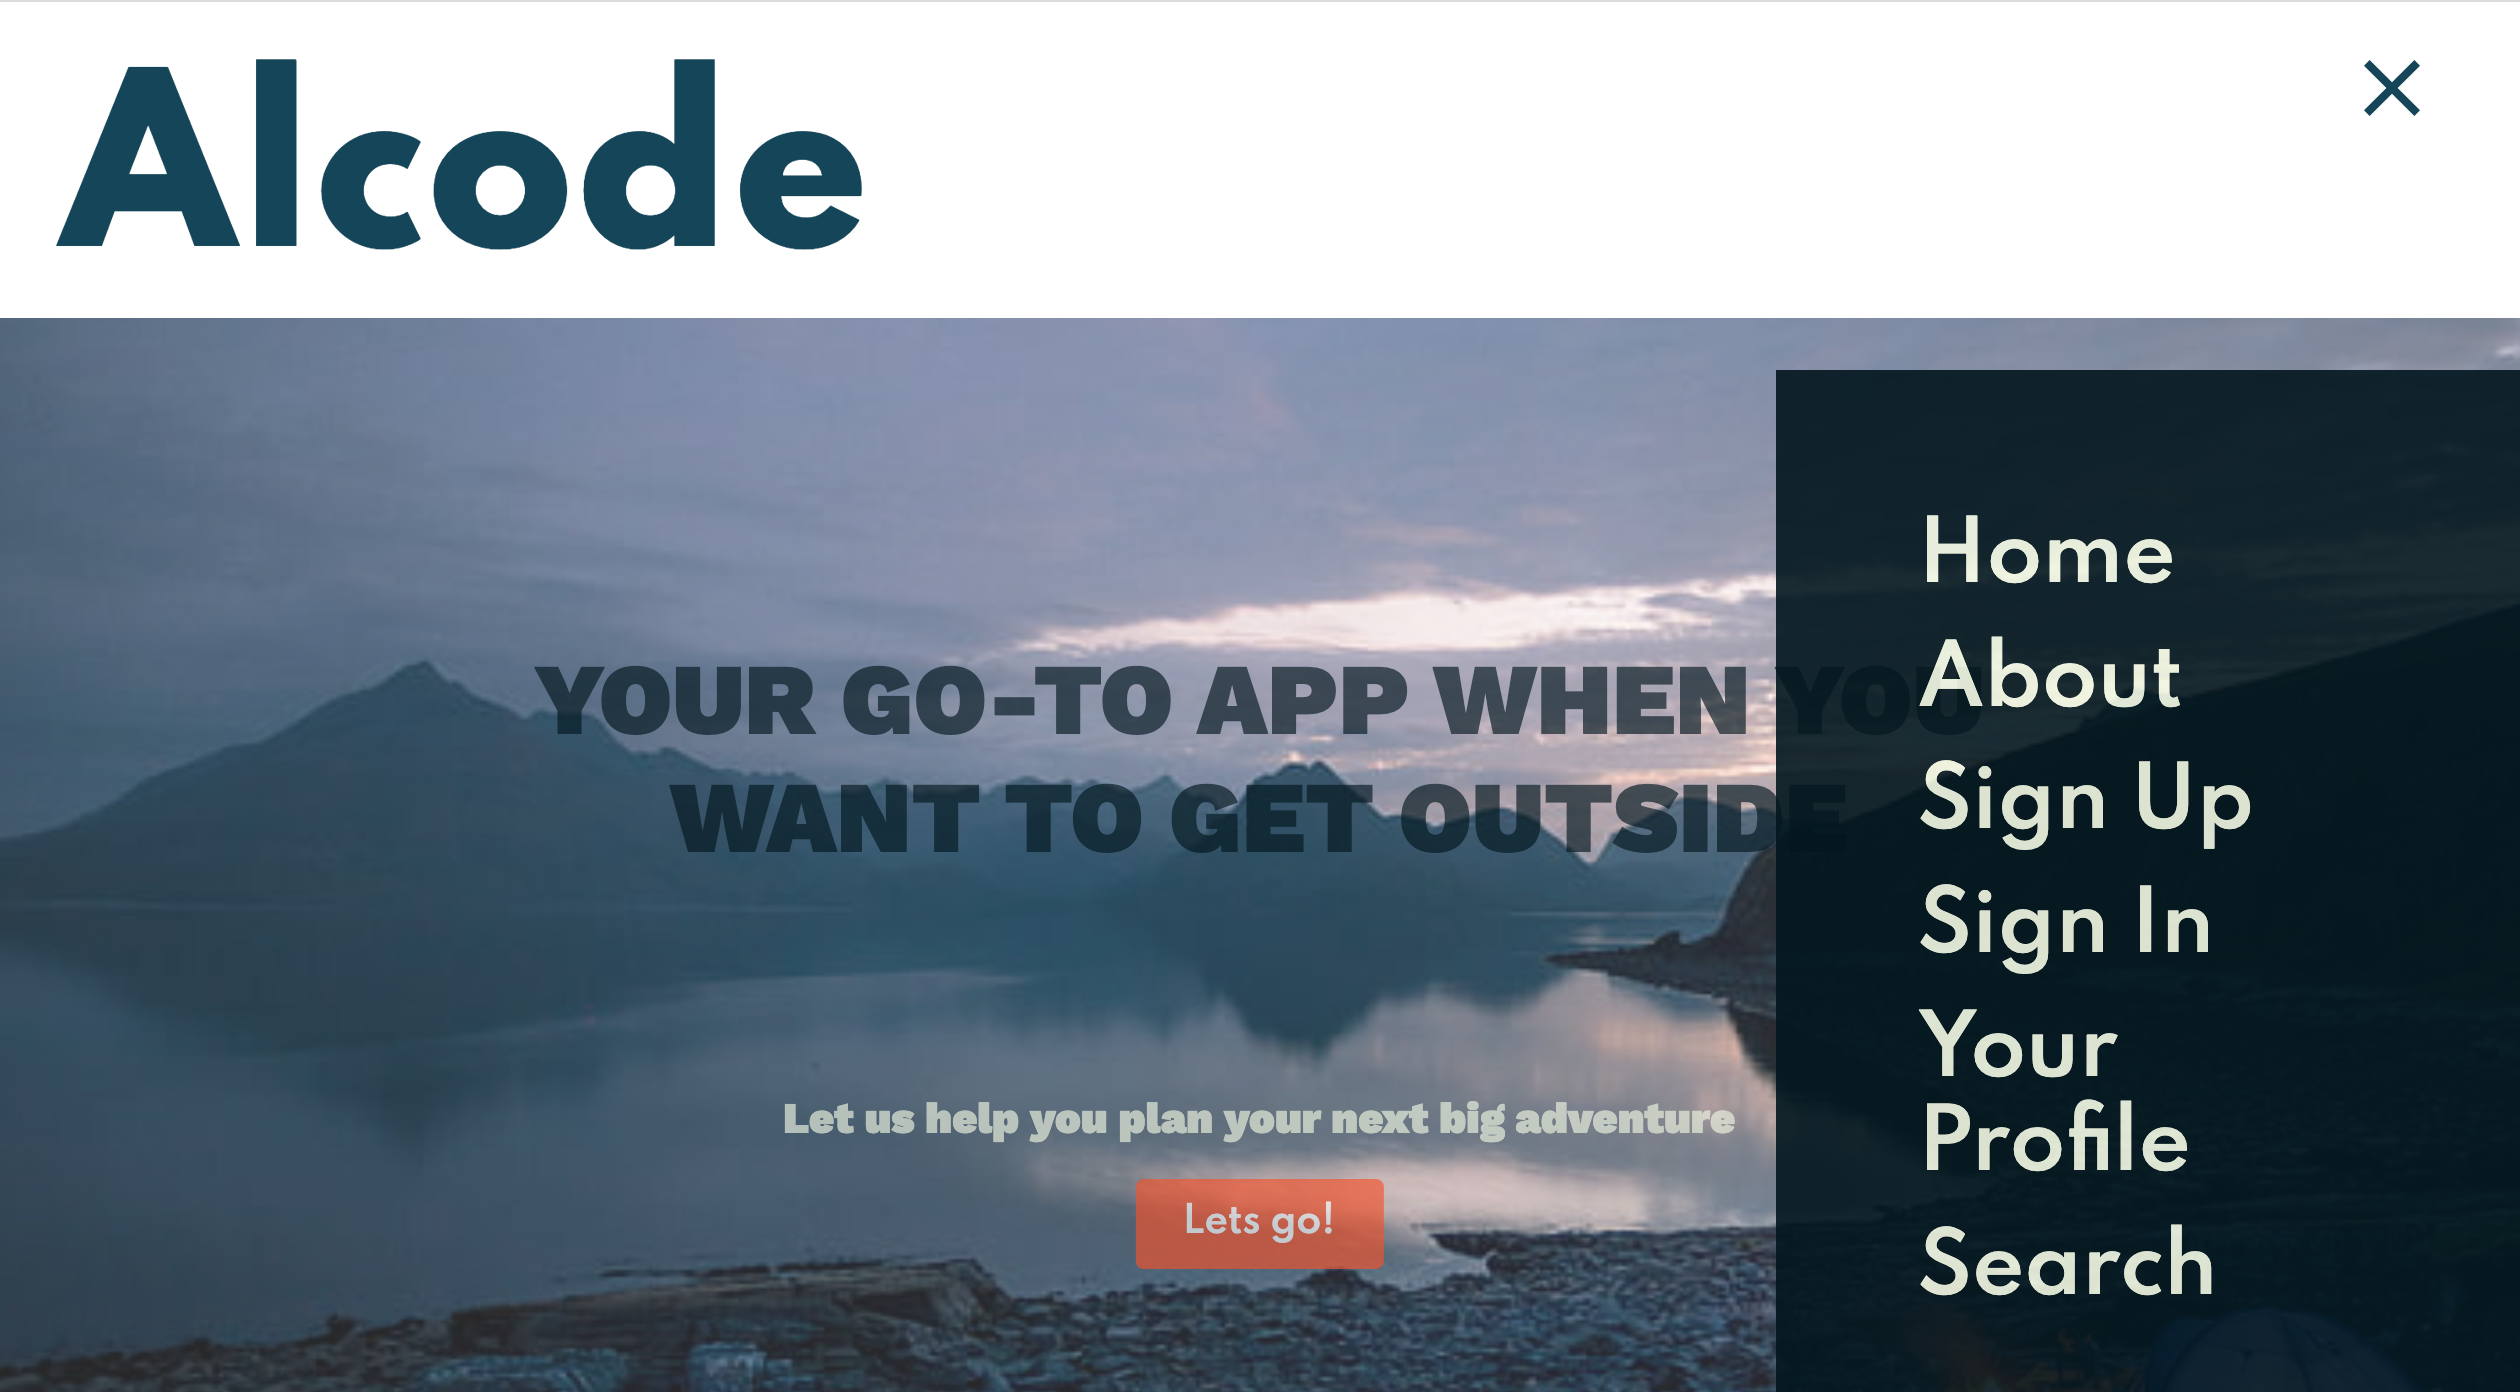 Alcode
YOUR GO-TO APP WHEN YOU
WANT TO GET OUTSIDE
Let us help you plan your next big adventure
Lets go!
Home
About
Sign Up
Sign In
Your
Profile
Search